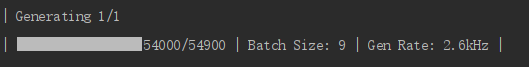 | Generating 1/1
| 54000/54900 | Batch Size: 9 | Gen Rate: 2.6kHz |